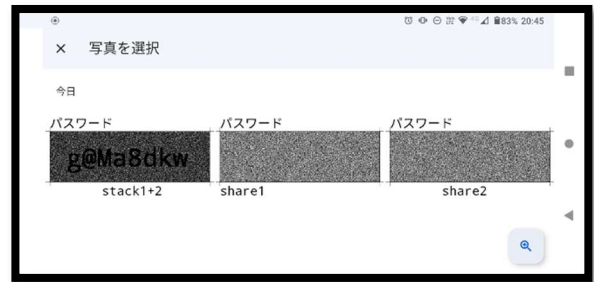 83% 20:45
× 写真を選択
今日
パスワード パスワード パスワード
g@Ma8dkw
stack1+2 share1 share2